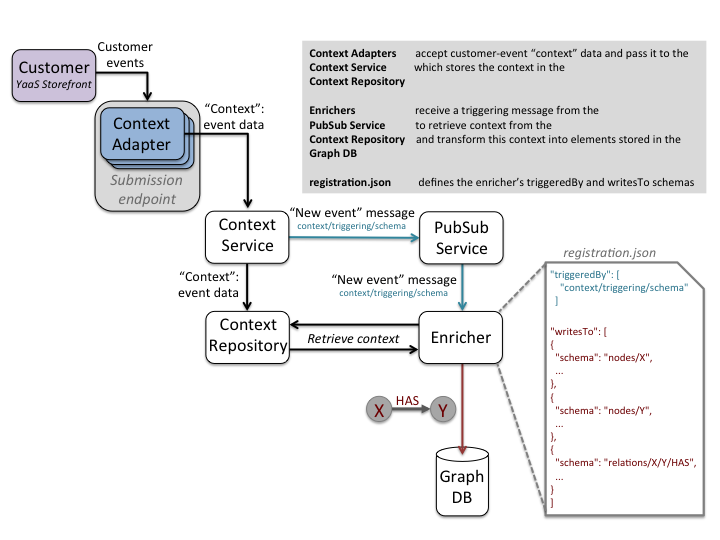 Customer
YaaS Storefront
Customer
events
Context
Adapter
Submission
endpoint
“Context”:
event data
Context Adapters accept customer-event “context” data and pass it to the
Context Service which stores the context in the
Context Repository
Enrichers receive a triggering message from the
PubSub Service to retrieve context from the
Context Repository and transform this context into elements stored in the
Graph DB
registration.json defines the enricher’s triggeredBy and writesTo schemas
Context
Service
“New event” message
context/triggering/schema
PubSub
Service
“Context”:
event data
“New event” message
context/triggering/schema
Context
Repository
Retrieve context
Enricher
X
HAS
Y
Graph
DB
registration.json
"triggeredBy": [
"context/triggering/schema"
]
"writesTo": [
{
"schema": "nodes/X",
...
},
{
"schema": "nodes/Y",
...
},
{
"schema": "relations/X/Y/HAS",
...
}
]